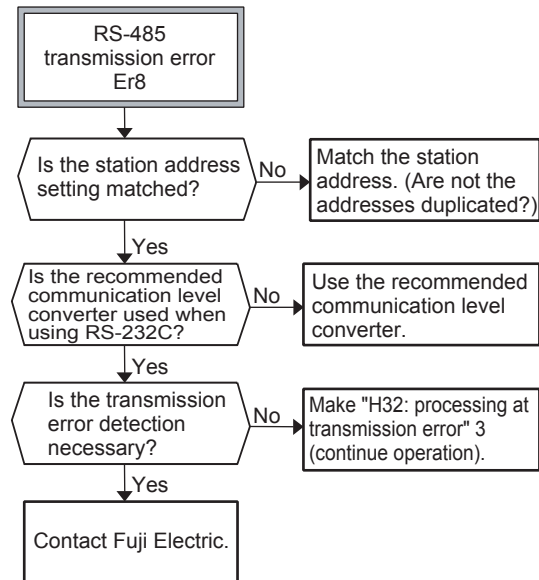 RS-485
transmission error
Er8
Is the station address
setting matched?
No
Match the station
address. (Are not the
addresses duplicated?)
Yes
Is the recommended
communication level
converter used when
using RS-232C?
No
Use the recommended
communication level
converter.
Yes
Is the transmission
error detection
necessary?
No
Make "H32: processing at
transmission error" 3
(continue operation).
Yes
Contact Fuji Electric.